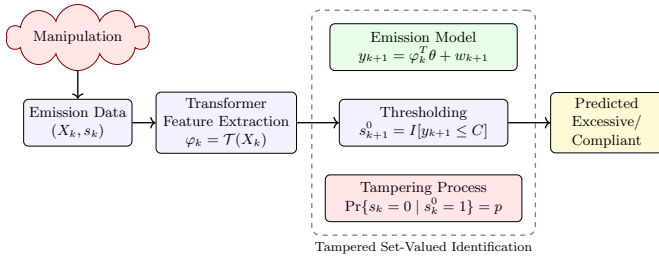 Manipulation
Emission Data
(X_k, s_k)
Transformer
Feature Extraction
φ_k = 𝒯(X_k)
Emission Model
y_{k+1} = φ_k^T θ + w_{k+1}
Thresholding
s^0_{k+1} = I[y_{k+1} ≤ C]
Tampering Process
Pr{s_k = 0 | s^0_k = 1} = p
Tampered Set-Valued Identification
Predicted
Excessive/
Compliant